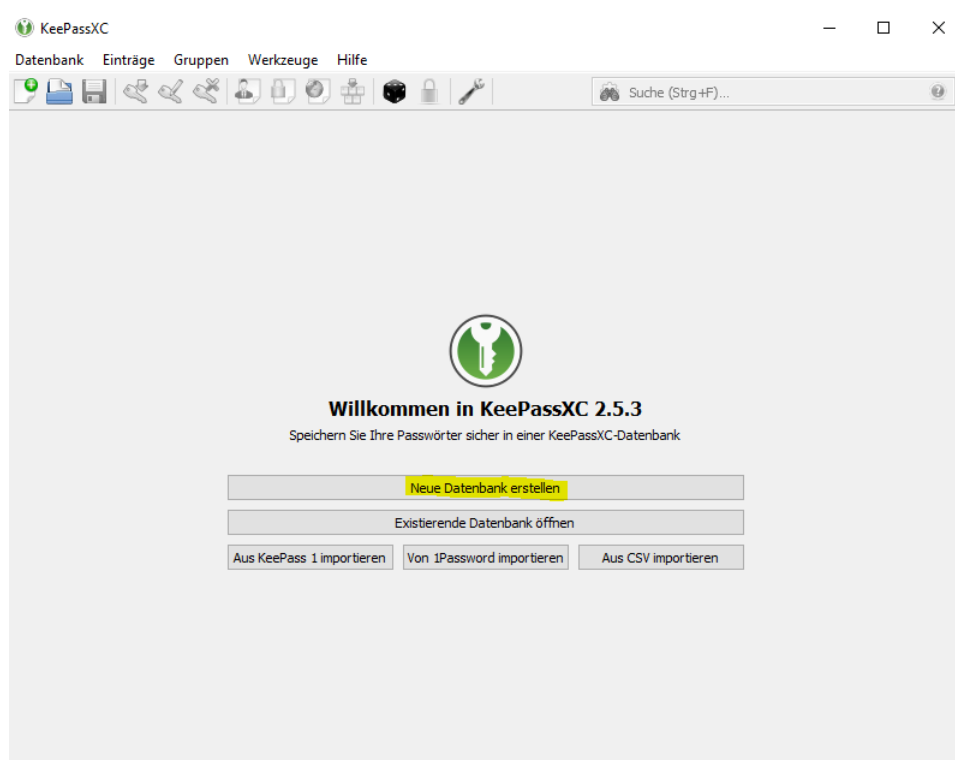 KeePassXC
Datenbank Einträge Gruppen Werkzeuge Hilfe
Suche (Strg+F)...
Willkommen in KeePassXC 2.5.3
Speichern Sie Ihre Passwörter sicher in einer KeePassXC-Datenbank
Neue Datenbank erstellen
Existierende Datenbank öffnen
Aus KeePass 1 importieren Von 1Password importieren Aus CSV importieren